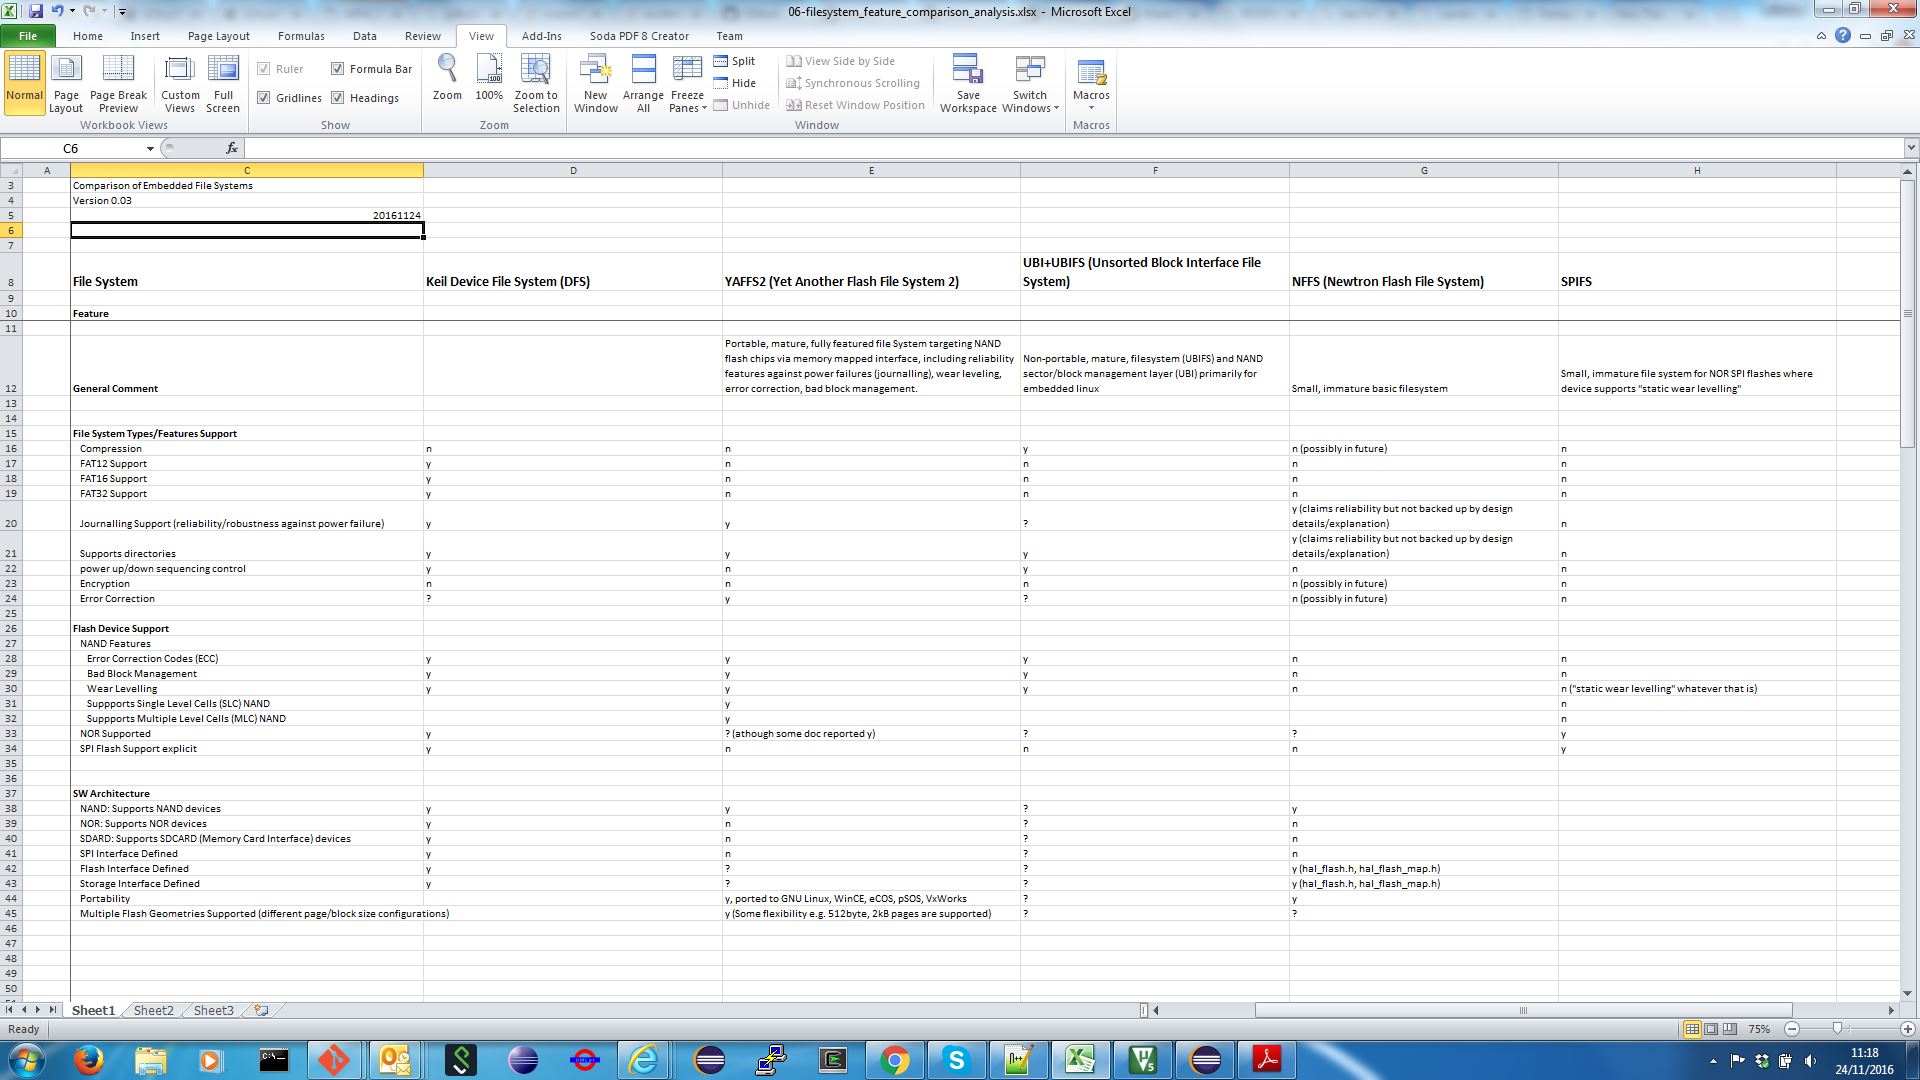 06-filesystem_feature_comparison_analysis.xlsx - Microsoft Excel
File Home Insert Page Layout Formulas Data Review View Add-Ins Soda PDF 8 Creator Team
Normal Page Layout Page Break Preview Custom Views Full Screen
Workbook Views
Ruler Formula Bar
Gridlines Headings
Show
Zoom 100% Zoom to Selection
Zoom
New Window Arrange All Freeze Panes
Split
Hide
Unhide
View Side by Side
Synchronous Scrolling
Reset Window Position
Window
Save Workspace Switch Windows
Macros
Macros
C6 fx
A C D E F G H
3 Comparison of Embedded File Systems
4 Version 0.03
5 20161124
6
7
8 File System Keil Device File System (DFS) YAFFS2 (Yet Another Flash File System 2) UBI+UBIFS (Unsorted Block Interface File System) NFFS (Newtron Flash File System) SPIFS
9
10 Feature
11
12 General Comment Portable, mature, fully featured file System targeting NAND flash chips via memory mapped interface, including reliability features against power failures (journalling), wear leveling, error correction, bad block management. Non-portable, mature, filesystem (UBIFS) and NAND sector/block management layer (UBI) primarily for embedded linux Small, immature basic filesystem Small, immature file system for NOR SPI flashes where device supports "static wear levelling"
13
14
15 File System Types/Features Support
16 Compression n n y n (possibly in future) n
17 FAT12 Support y n n n n
18 FAT16 Support y n n n n
19 FAT32 Support y n n n n
20 Journalling Support (reliability/robustness against power failure) y y ? y (claims reliability but not backed up by design details/explanation) n
21 Supports directories y y y y (claims reliability but not backed up by design details/explanation) n
22 power up/down sequencing control y n y n n
23 Encryption n n n n (possibly in future) n
24 Error Correction ? y ? n (possibly in future) n
25
26 Flash Device Support
27 NAND Features
28 Error Correction Codes (ECC) y y y n n
29 Bad Block Management y y y n n
30 Wear Levelling y y y n n ("static wear levelling" whatever that is)
31 Suppports Single Level Cells (SLC) NAND y n
32 Suppports Multiple Level Cells (MLC) NAND y n
33 NOR Supported y ? (athough some doc reported y) ? ? y
34 SPI Flash Support explicit y n n n y
35
36
37 SW Architecture
38 NAND: Supports NAND devices y y ? y
39 NOR: Supports NOR devices y n ? n
40 SDARD: Supports SDCARD (Memory Card Interface) devices y n ? n
41 SPI Interface Defined y n ? n
42 Flash Interface Defined y ? ? y (hal_flash.h, hal_flash_map.h)
43 Storage Interface Defined y ? ? y (hal_flash.h, hal_flash_map.h)
44 Portability y, ported to GNU Linux, WinCE, eCOS, pSOS, VxWorks ? y
45 Multiple Flash Geometries Supported (different page/block size configurations) y (Some flexibility e.g. 512byte, 2kB pages are supported) ? ?
46
47
48
49
50
Sheet1 Sheet2 Sheet3
Ready 75%
11:18
24/11/2016